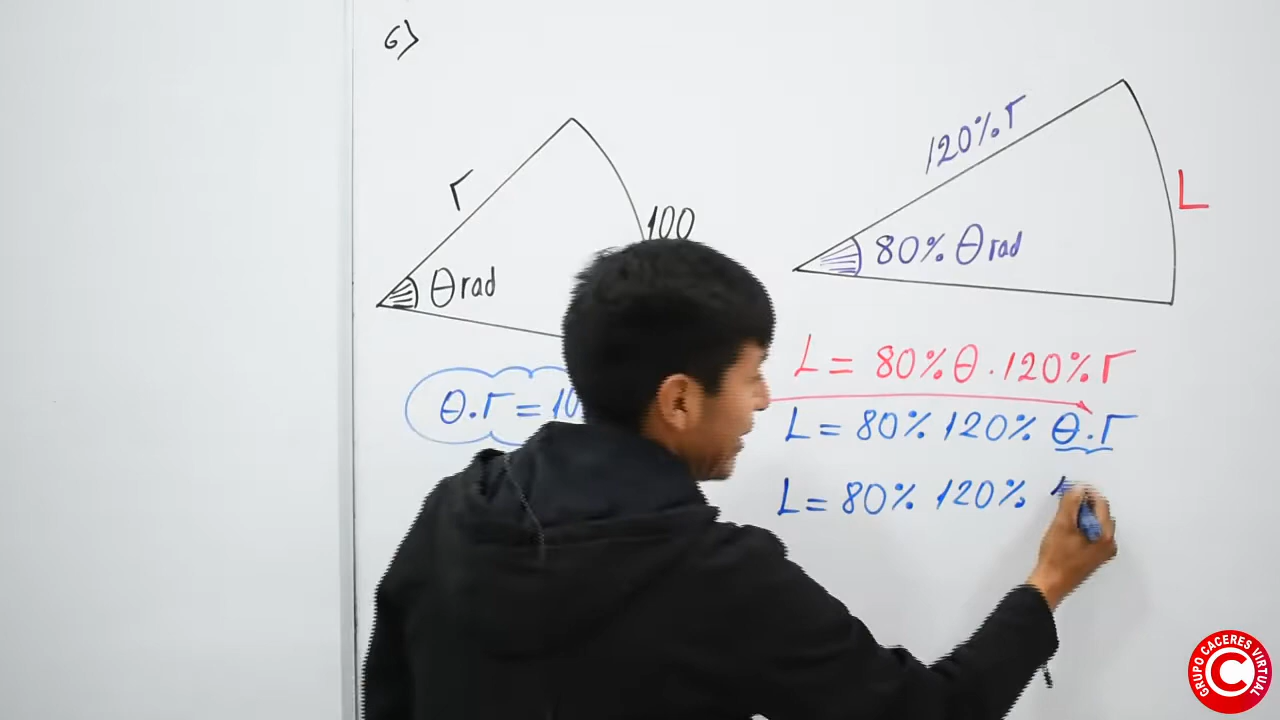 6)
r
100
θ rad
120% r
L
80% θ rad
θ.r = 10
L = 80% θ . 120% r
L = 80% 120% θ.r
L = 80% 120%
GRUPO CACERES VIRTUAL
C